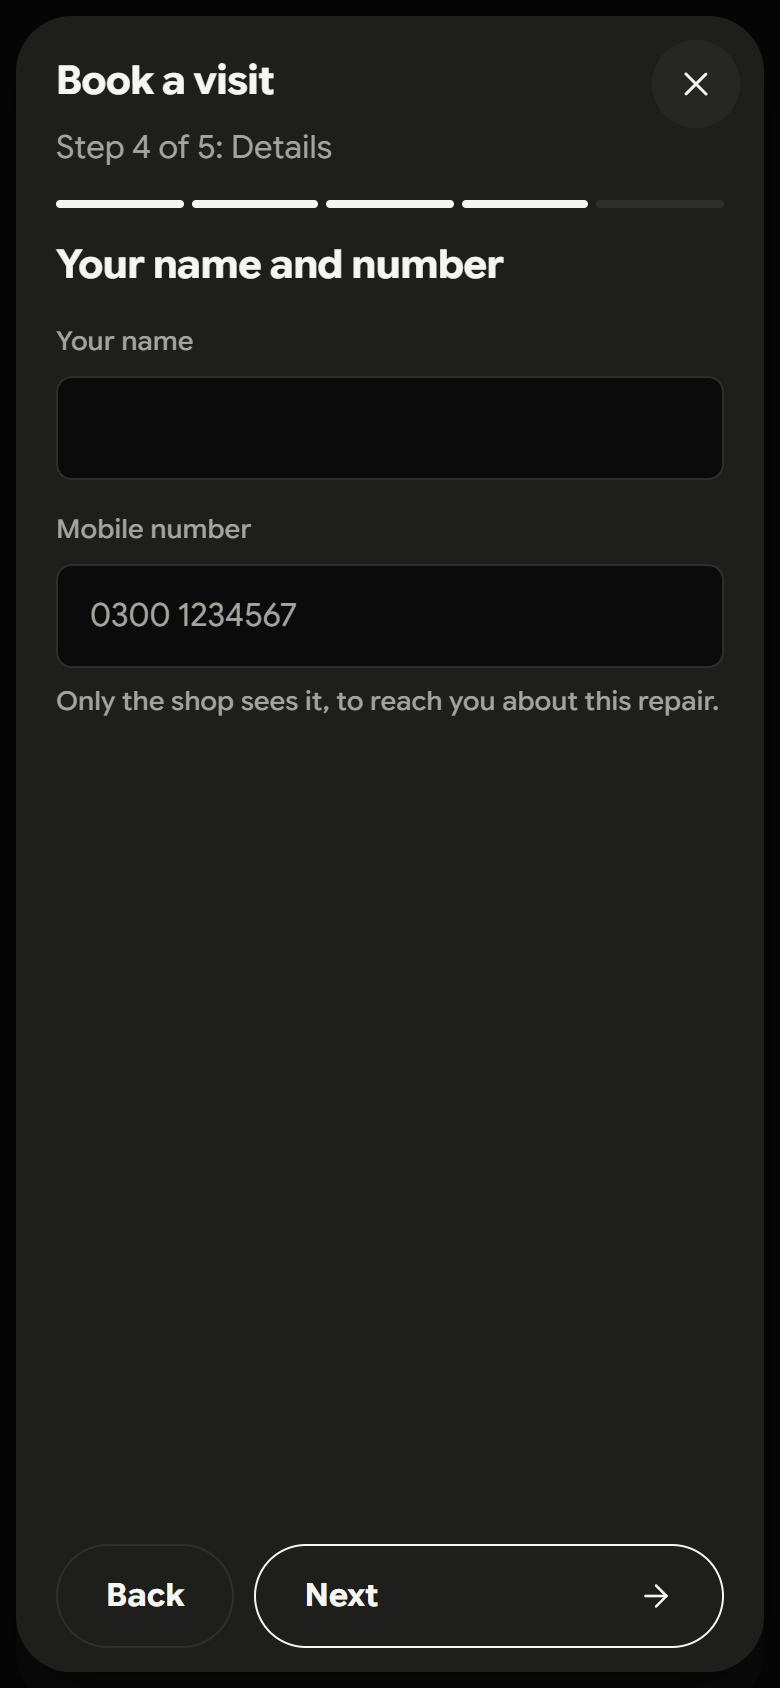 Book a visit
Step 4 of 5: Details
Your name and number
Your name
Mobile number
0300 1234567
Only the shop sees it, to reach you about this repair.
Back
Next